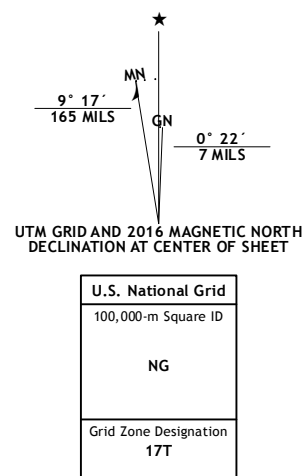 MN
9° 17´
165 MILS
GN
0° 22´
7 MILS
UTM GRID AND 2016 MAGNETIC NORTH
DECLINATION AT CENTER OF SHEET
U.S. National Grid
100,000-m Square ID
NG
Grid Zone Designation
17T